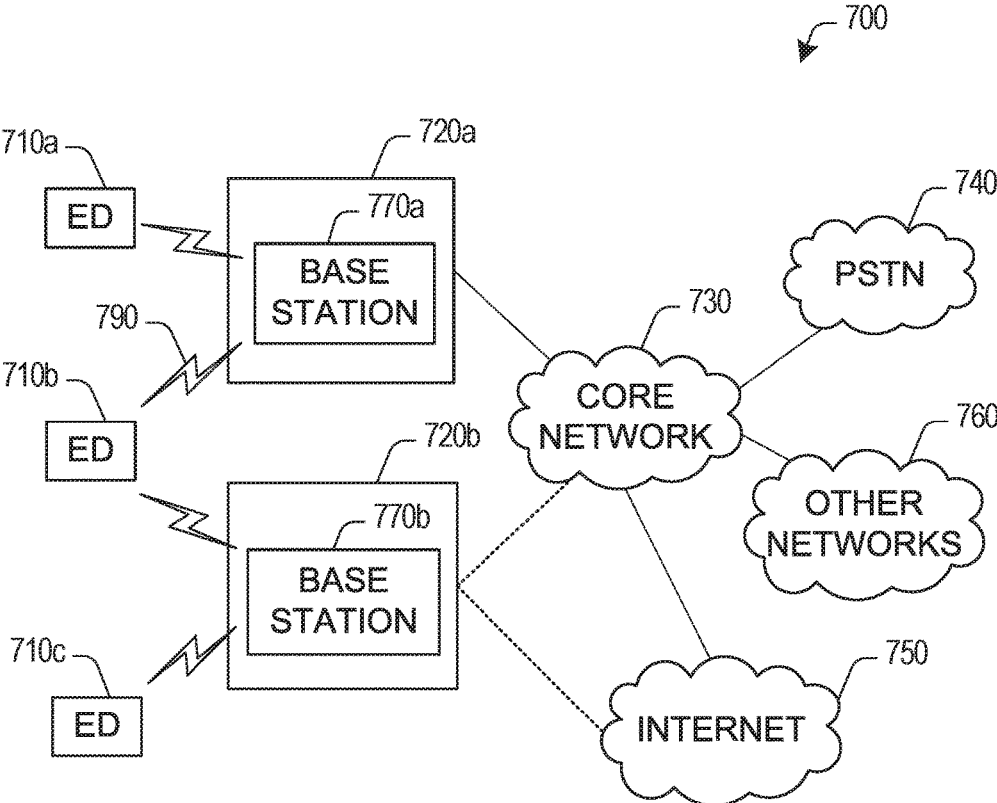 700
710a
720a
ED
770a
740
BASE
STATION
PSTN
790
730
710b
CORE
NETWORK
ED
720b
760
770b
OTHER
NETWORKS
BASE
STATION
710c
750
ED
INTERNET